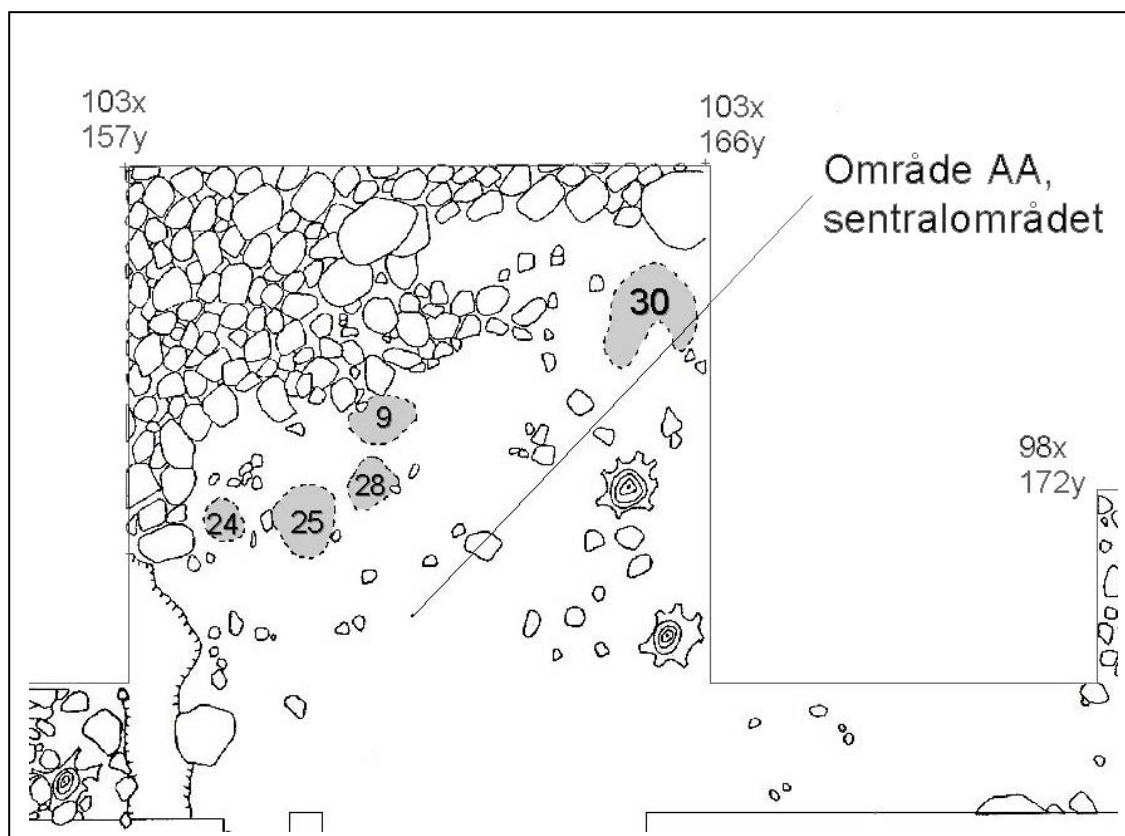 103x
157y
103x
166y
Område AA,
sentralområdet
30
9
98x
172y
28
24
25